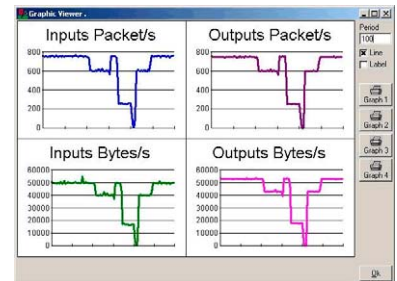 Graphic Viewer .
Inputs Packet/s
800
600
400
200
0
Outputs Packet/s
800
600
400
200
0
Inputs Bytes/s
60000
50000
40000
30000
20000
10000
0
Outputs Bytes/s
60000
50000
40000
30000
20000
10000
0
Period
100
Line
Label
Graph 1
Graph 2
Graph 3
Graph 4
Ok